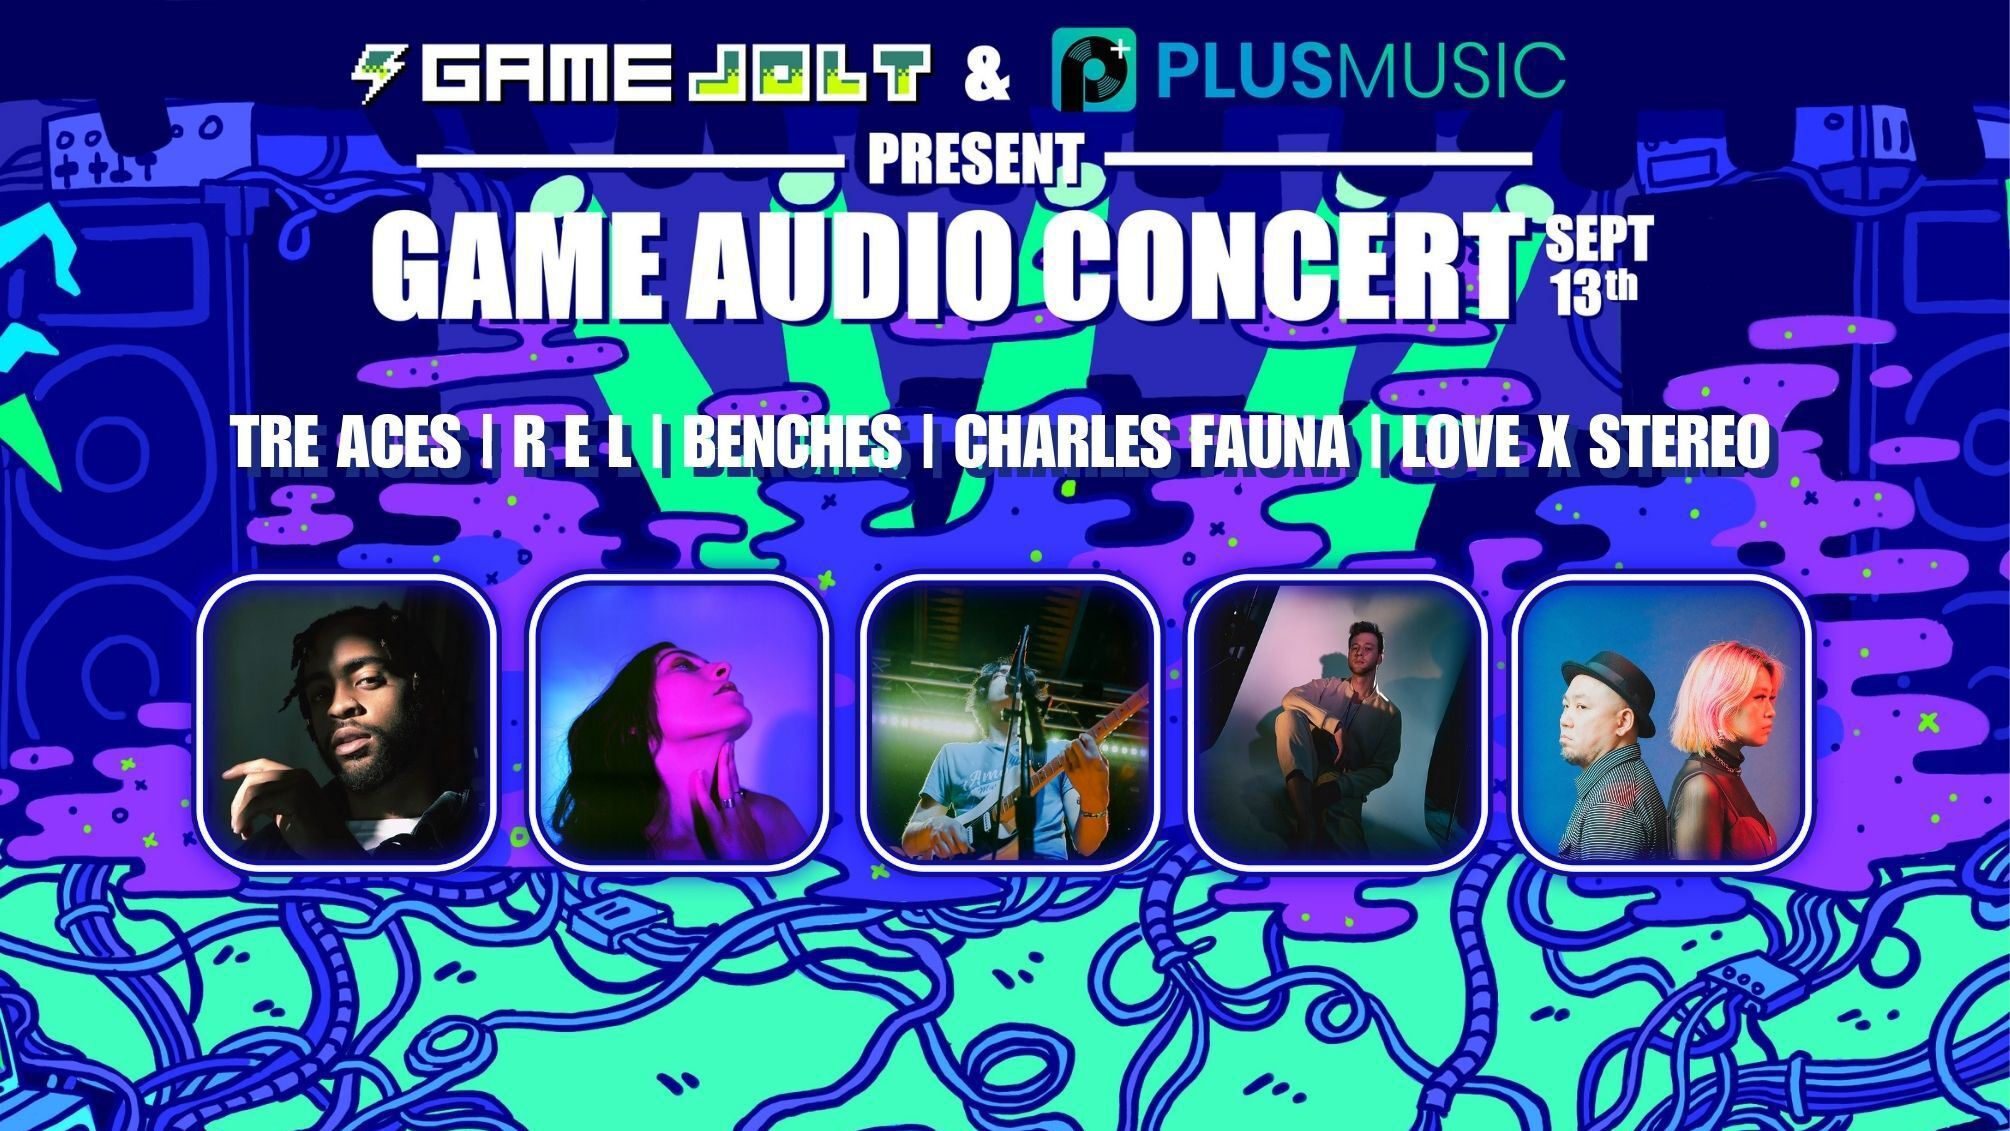 GAME JOLT & PLUSMUSIC
PRESENT
GAME AUDIO CONCERT SEPT 13th
TRE ACES | R E L | BENCHES | CHARLES FAUNA | LOVE X STEREO